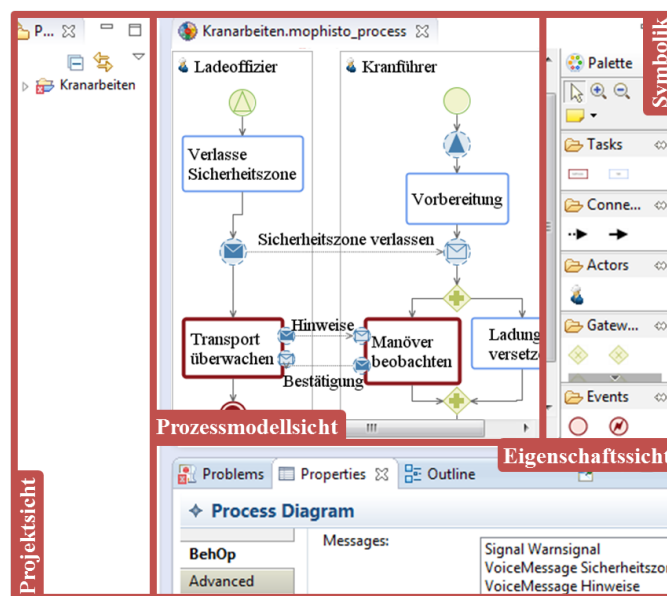 P...
Kranarbeiten
Projektsicht
Kranarbeiten.mophisto_process
Ladeoffizier
Kranführer
Verlasse
Sicherheitszone
Vorbereitung
Sicherheitszone verlassen
Transport
überwachen
Hinweise
Bestätigung
Manöver
beobachten
Ladung
versetze
Prozessmodellsicht
Symbolik
Palette
Tasks
Conne...
Actors
Gatew...
Events
Eigenschaftssicht
Problems
Properties
Outline
Process Diagram
BehOp
Advanced
Messages:
Signal Warnsignal
VoiceMessage Sicherheitszo
VoiceMessage Hinweise